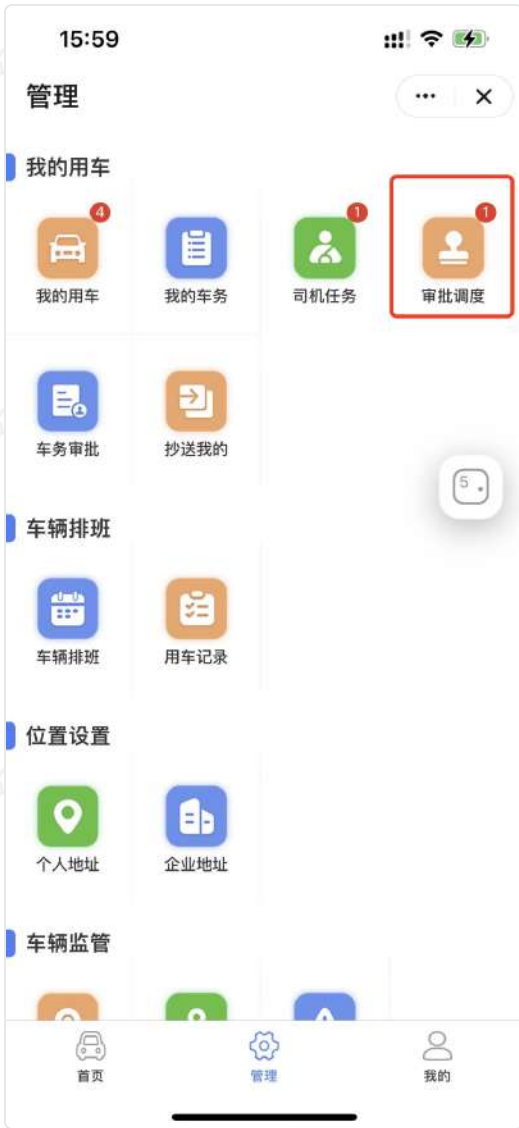 15:59
管理
我的用车
4
1
1
我的用车
我的车务
司机任务
审批调度
车务审批
抄送我的
5
车辆排班
车辆排班
用车记录
位置设置
个人地址
企业地址
车辆监管
首页
管理
我的